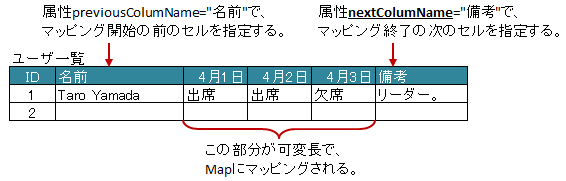 属性previousColumName="名前"で、
マッピング開始の前のセルを指定する。
属性nextColumName="備考"で、
マッピング終了の次のセルを指定する。
ユーザ一覧
ID 名前 4月1日 4月2日 4月3日 備考
1 Taro Yamada 出席 出席 欠席 リーダー。
2
この部分が可変長で、
Mapにマッピングされる。